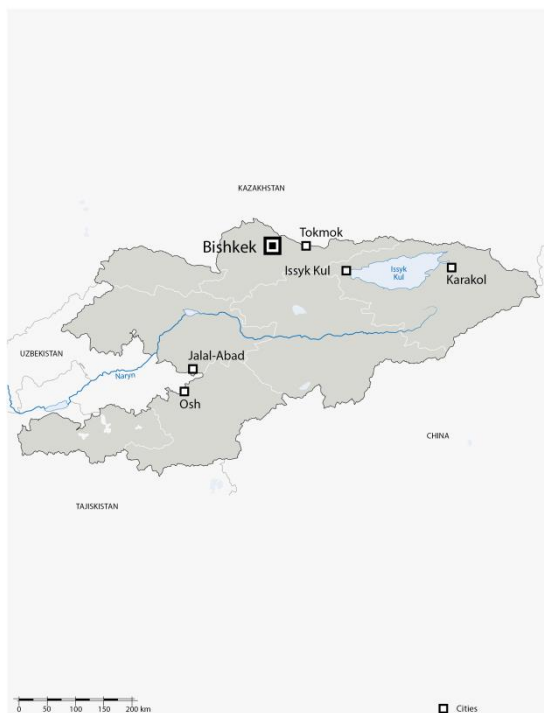 KAZAKHSTAN
Tokmok
Bishkek
Issyk Kul
Issyk
Kul
Karakol
UZBEKISTAN
Jalal-Abad
Naryn
Osh
CHINA
TAJISKISTAN
0 50 100 150 200 km
Cities